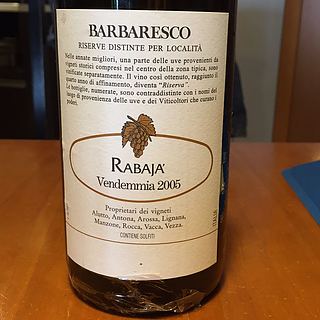 BARBARESCO
RISERVE DISTINTE PER LOCALITÀ
Nelle annate migliori, una parte delle uve provenienti da
vigneti storici compresi nel centro della zona tipica, sono
vinificate separatamente. Il vino così ottenuto, raggiunto il
quarto anno di affinamento, diventa "Riserva".
Le bottiglie, numerate, sono contraddistinte con i nomi del
luogo di provenienza delle uve e dei Viticoltori che curano i
poderi.
RABAJA'
Vendemmia 2005
Proprietari dei vigneti
Alutto, Antona, Arossa, Lignana,
Manzone, Rocca, Vacca, Vezza.
CONTIENE SOLFITI